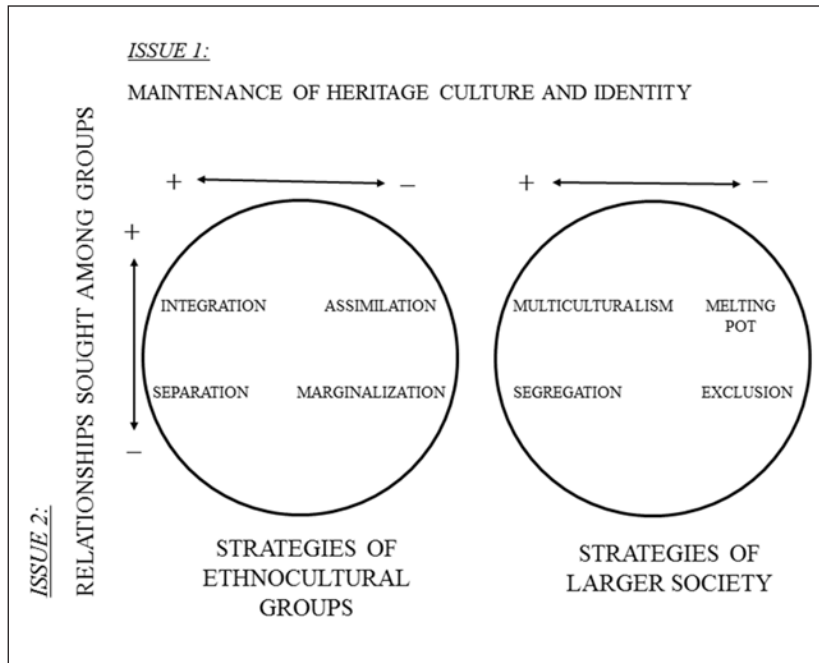 ISSUE 1:
MAINTENANCE OF HERITAGE CULTURE AND IDENTITY
ISSUE 2:
RELATIONSHIPS SOUGHT AMONG GROUPS
+ −
+
−
INTEGRATION ASSIMILATION
SEPARATION MARGINALIZATION
STRATEGIES OF
ETHNOCULTURAL
GROUPS
+ −
MULTICULTURALISM MELTING
POT
SEGREGATION EXCLUSION
STRATEGIES OF
LARGER SOCIETY